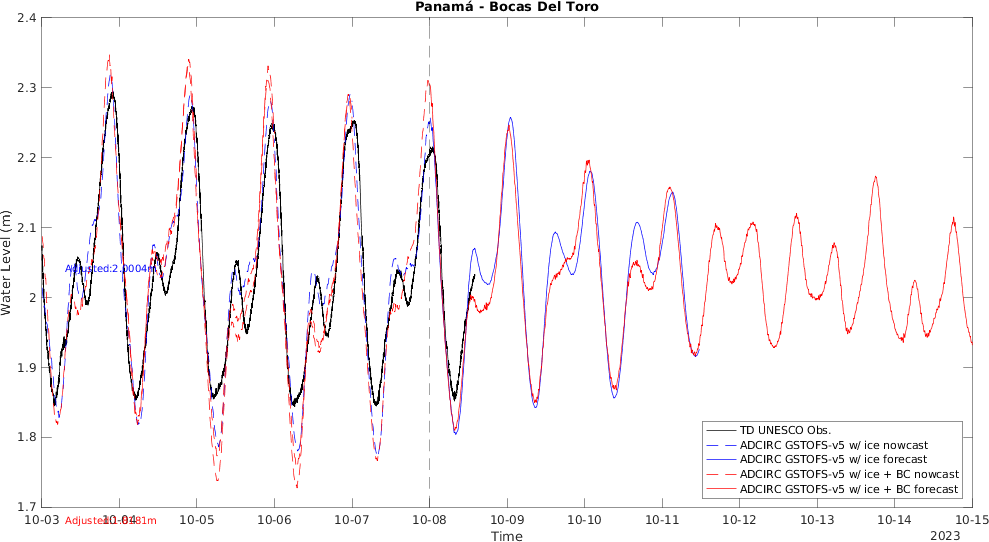 Panamá - Bocas Del Toro
2.4
2.3
2.2
2.1
2
1.9
1.8
1.7
Water Level (m)
Adjusted:2.0004m
TD UNESCO Obs.
ADCIRC GSTOFS-v5 w/ ice nowcast
ADCIRC GSTOFS-v5 w/ ice forecast
ADCIRC GSTOFS-v5 w/ ice + BC nowcast
ADCIRC GSTOFS-v5 w/ ice + BC forecast
10-03 10-04 10-05 10-06 10-07 10-08 10-09 10-10 10-11 10-12 10-13 10-14 10-15
Time
2023